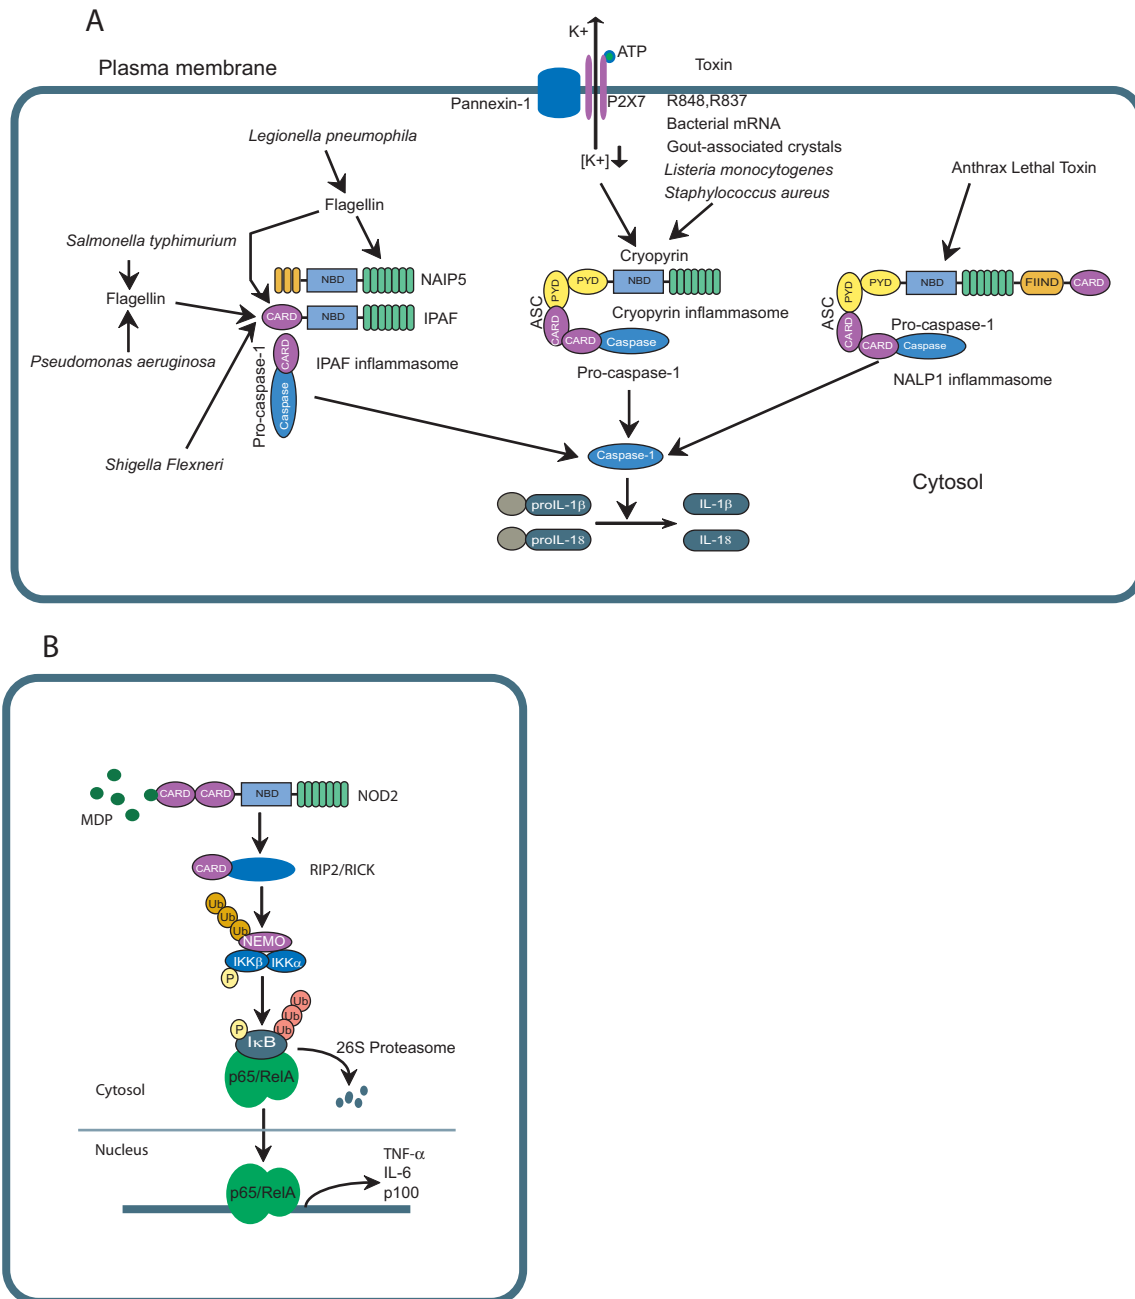 A
Plasma membrane
K+
ATP
Toxin
Pannexin-1
P2X7
R848,R837
Bacterial mRNA
Gout-associated crystals
Listeria monocytogenes
Staphylococcus aureus
[K+]
Legionella pneumophila
Flagellin
Anthrax Lethal Toxin
Salmonella typhimurium
Flagellin
Pseudomonas aeruginosa
Shigella Flexneri
NBD
NAIP5
CARD
NBD
IPAF
IPAF inflammasome
CARD
Caspase
Pro-caspase-1
Cryopyrin
PYD
PYD
NBD
ASC
CARD
Cryopyrin inflammasome
CARD
Caspase
Pro-caspase-1
PYD
PYD
NBD
FIIND
CARD
ASC
CARD
Pro-caspase-1
CARD
Caspase
NALP1 inflammasome
Caspase-1
Cytosol
proIL-1β
IL-1β
proIL-18
IL-18
B
MDP
CARD
CARD
NBD
NOD2
CARD
RIP2/RICK
Ub
Ub
Ub
NEMO
IKKβ
IKKα
P
P
Ub
Ub
Ub
IκB
p65/RelA
26S Proteasome
Cytosol
Nucleus
p65/RelA
TNF-α
IL-6
p100